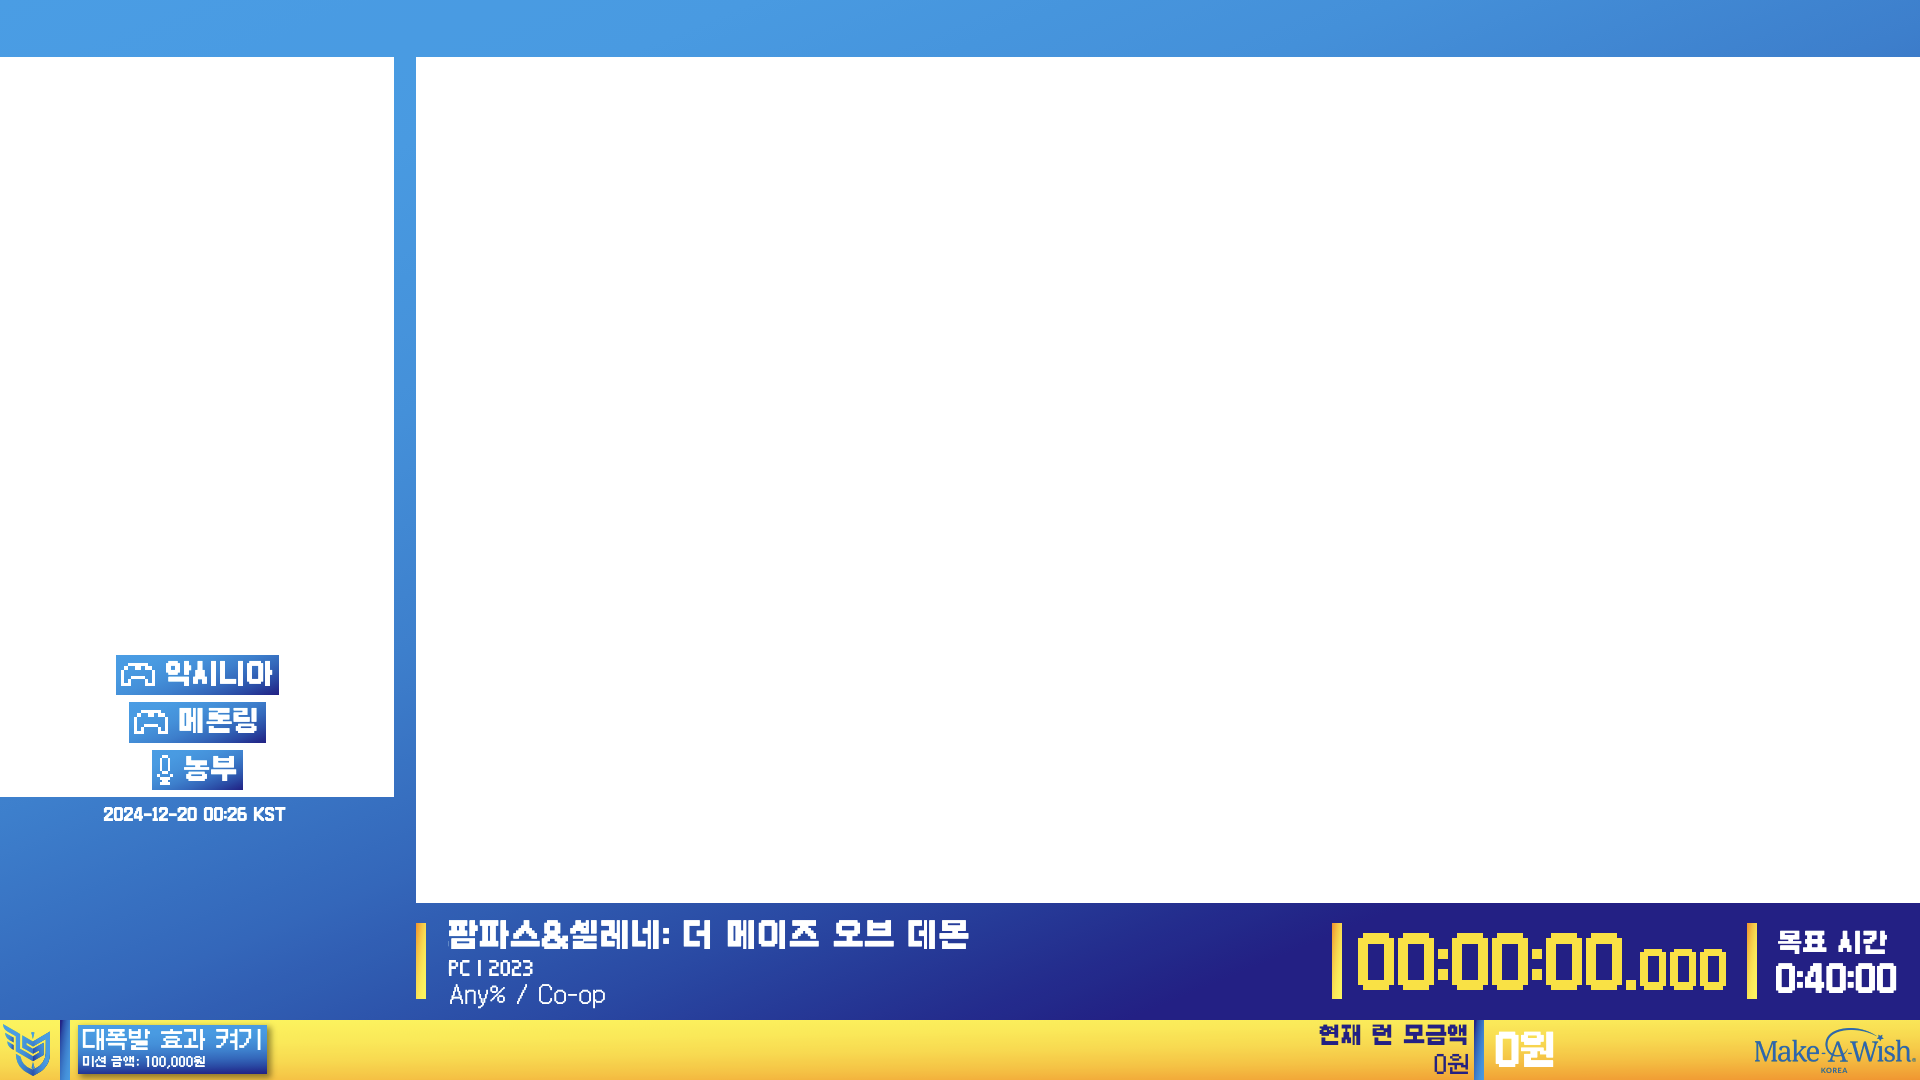 악시니아
메론링
농부
2024-12-20 00:26 KST
팜파스&셀레네: 더 메이즈 오브 데몬
PC | 2023
Any% / Co-op
00:00:00.000
목표 시간
0:40:00
대폭발 효과 켜기
미션 금액: 100,000원
현재 런 모금액
0원
0원
Make-A-Wish.
KOREA